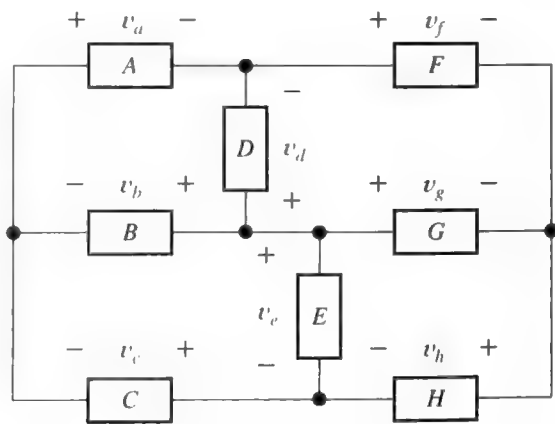 + v_a − + v_f −
A F
−
D v_d
+
− v_b + + v_g −
B G
+
v_e E
−
− v_c + − v_h +
C H